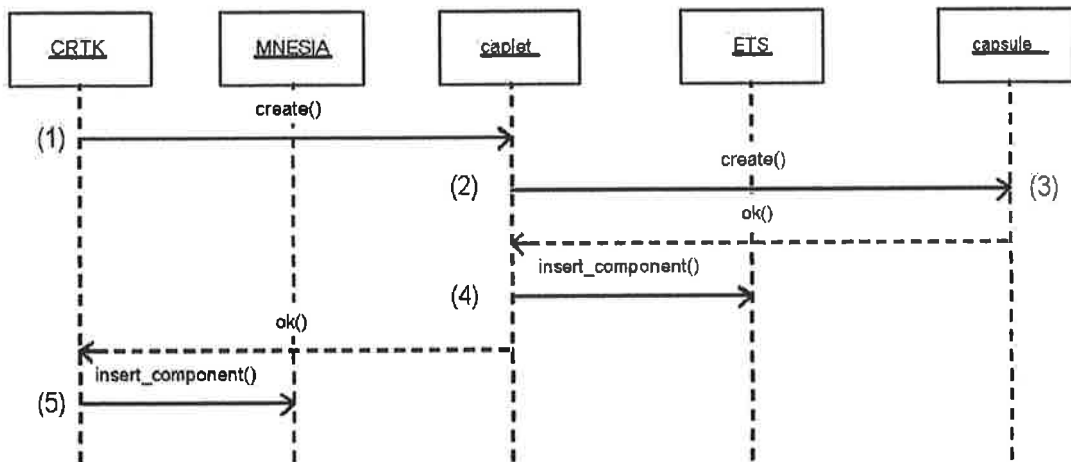 CRTK
MNESIA
caplet
ETS
capsule
create()
(1)
create()
(2)
(3)
ok()
insert_component()
(4)
ok()
insert_component()
(5)